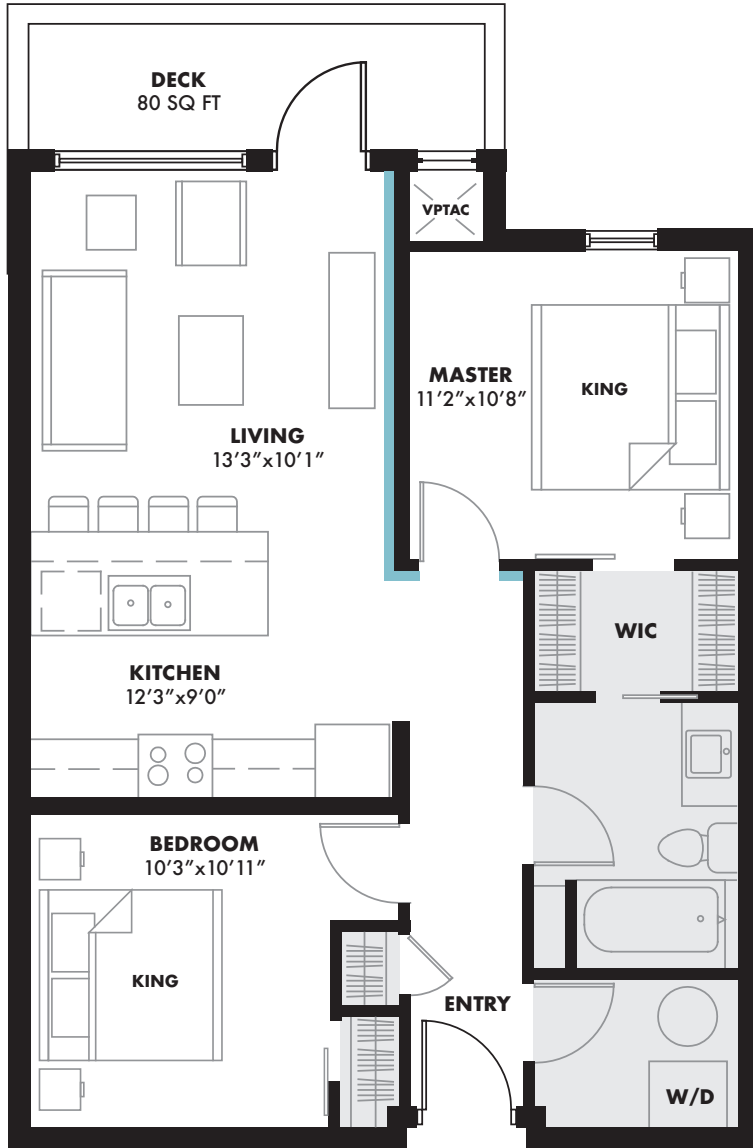 DECK
80 SQ FT
VPTAC
MASTER
11’2”x10’8”
KING
LIVING
13’3”x10’1”
WIC
KITCHEN
12’3”x9’0”
BEDROOM
10’3”x10’11”
KING
ENTRY
W/D